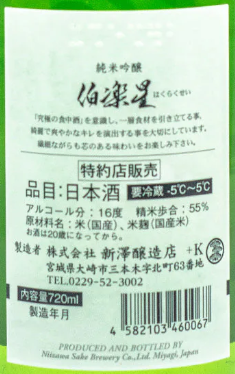 純米吟醸
伯楽星 はくらくせい
「究極の食中酒」を意識し、一層食材を引き立てる事、
綺麗で爽やかなキレを演出する事を大切にしています。
繊細ながらも芯のある味わいをお楽しみ下さい。
特約店販売
品目:日本酒 要冷蔵 -5℃~5℃
アルコール分:16度 精米歩合:55%
原材料名:米(国産)、米麹(国産米)
お酒は20歳になってから。
製造者 株式会社 新澤醸造店 +K
宮城県大崎市三本木字北町63番地
TEL.0229-52-3002
内容量720ml
製造年月
4582103460067
PRODUCED AND BOTTLED BY
Niizawa Sake Brewery Co.,Ltd. Miyagi, Japan